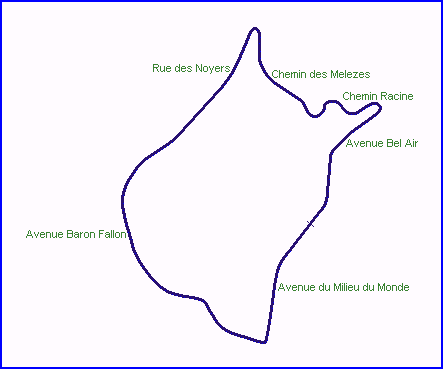 Rue des Noyers
Chemin des Melezes
Chemin Racine
Avenue Bel Air
Avenue Baron Fallon
Avenue du Milieu du Monde